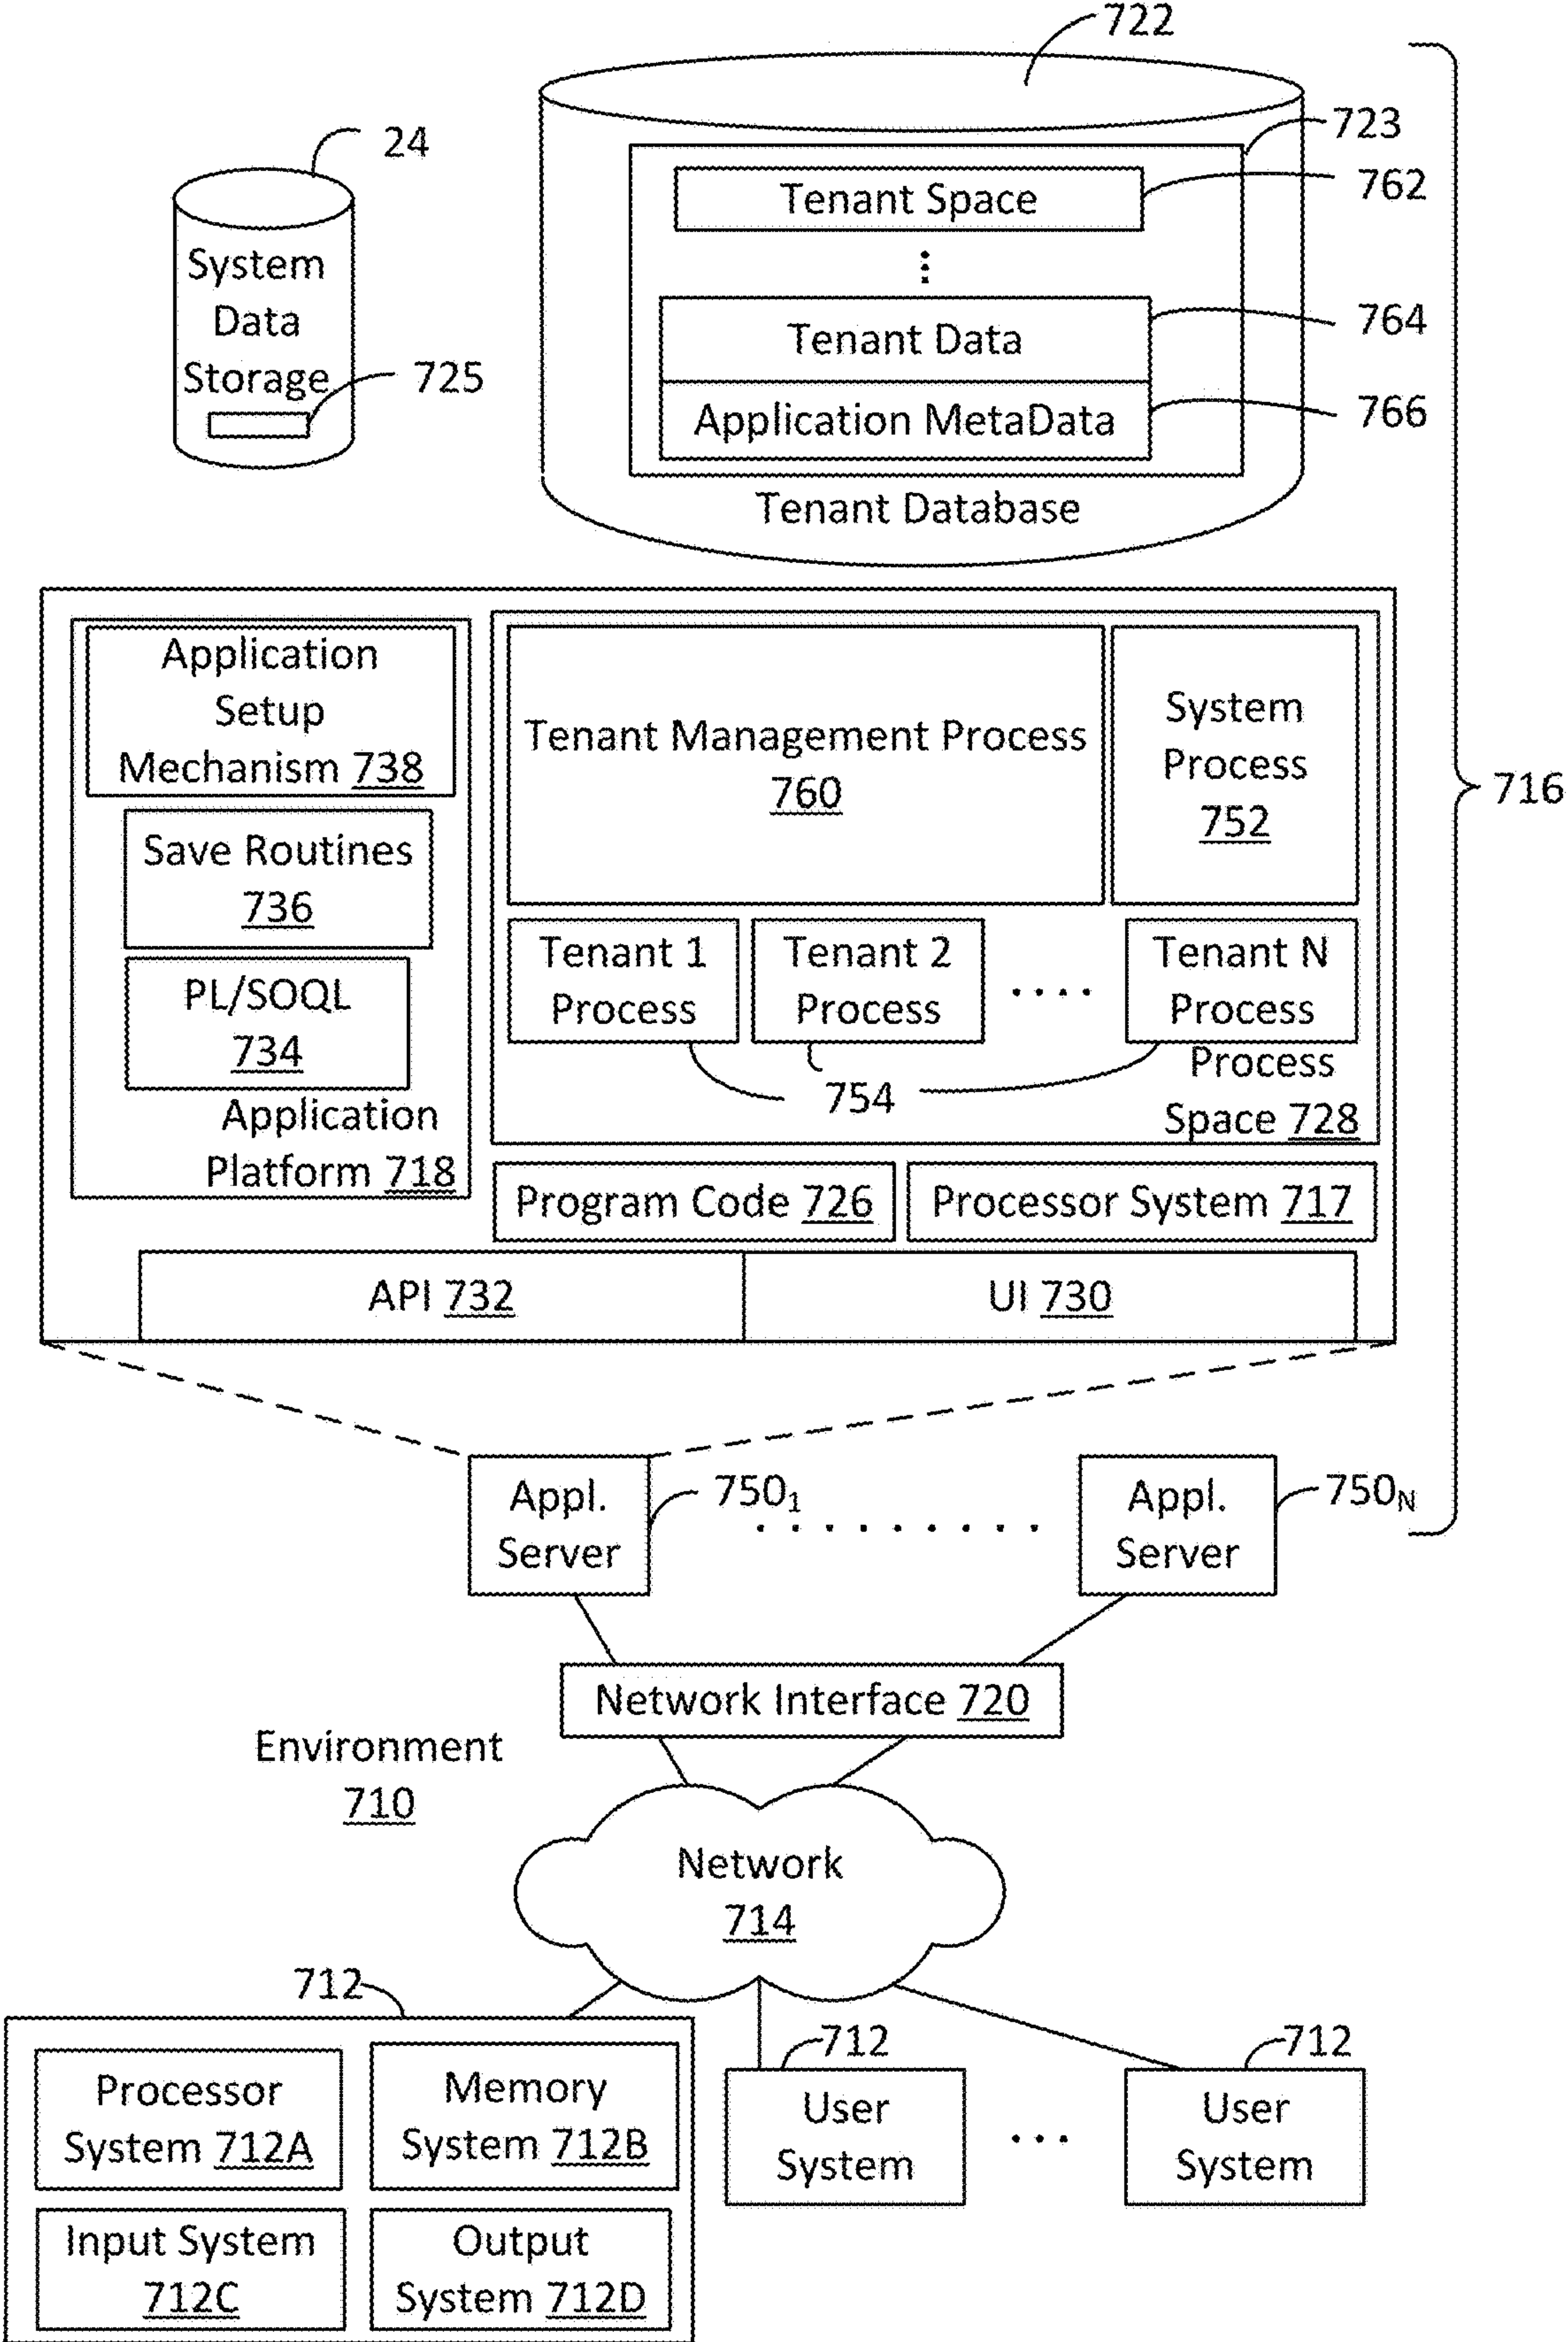 722
24
723
Tenant Space
762
System
Data
Storage
725
Tenant Data
764
Application MetaData
766
Tenant Database
716
Application
Setup
Mechanism 738
Save Routines
736
PL/SOQL
734
Application
Platform 718
Tenant Management Process
760
System
Process
752
Tenant 1
Process
Tenant 2
Process
....
Tenant N
Process
754
Process
Space 728
Program Code 726
Processor System 717
API 732
UI 730
Appl.
Server
750₁
.........
Appl.
Server
750N
Network Interface 720
Environment
710
Network
714
712
Processor
System 712A
Memory
System 712B
Input System
712C
Output
System 712D
712
User
System
...
712
User
System